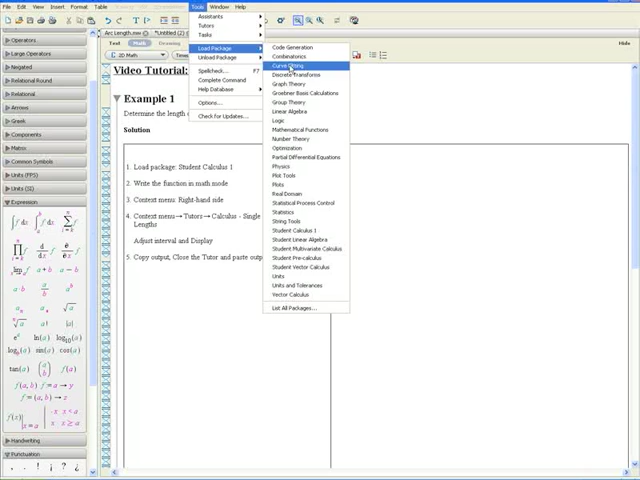 File Edit View Insert Format Table Tools Window Help
Arc Length.mw *Untitled (2)
Text Math Hide
2D Math
Operators
Large Operators
Negated
Relational Round
Relational
Arrows
Greek
Components
Matrix
Common Symbols
Units (FPS)
Units (SI)
Expression
Handwriting
Punctuation
Assistants
Tutors
Tasks
Load Package
Unload Package
Spellcheck... F7
Complete Command
Help Database
Options...
Check for Updates...
Code Generation
Combinatorics
Discrete Transforms
Graph Theory
Groebner Basis Calculations
Group Theory
Linear Algebra
Logic
Mathematical Functions
Number Theory
Optimization
Partial Differential Equations
Physics
Plot Tools
Plots
Real Domain
Statistical Process Control
Statistics
String Tools
Student Calculus 1
Student Linear Algebra
Student Multivariate Calculus
Student Pre-calculus
Student Vector Calculus
Units
Units and Tolerances
Vector Calculus
List All Packages...
Video Tutorial:
Example 1
Determine the length
Solution
1. Load package: Student Calculus 1
2. Write the function in math mode
3. Context menu: Right-hand side
4. Context menu→Tutors→Calculus - Single
Lengths
Adjust interval and Display
5. Copy output, Close the Tutor and paste outp